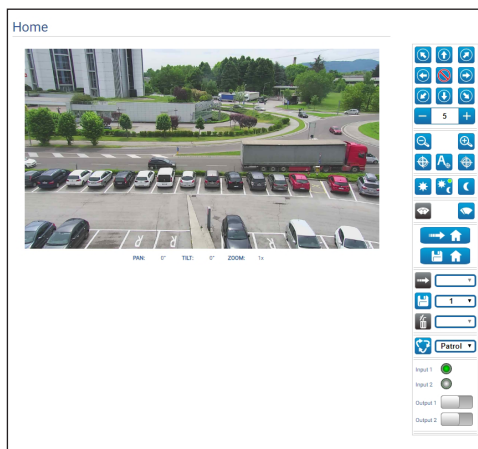 Home
5
A
PAN: 0° TILT: 0° ZOOM: 1x
1
Patrol
Input 1
Input 2
Output 1
Output 2